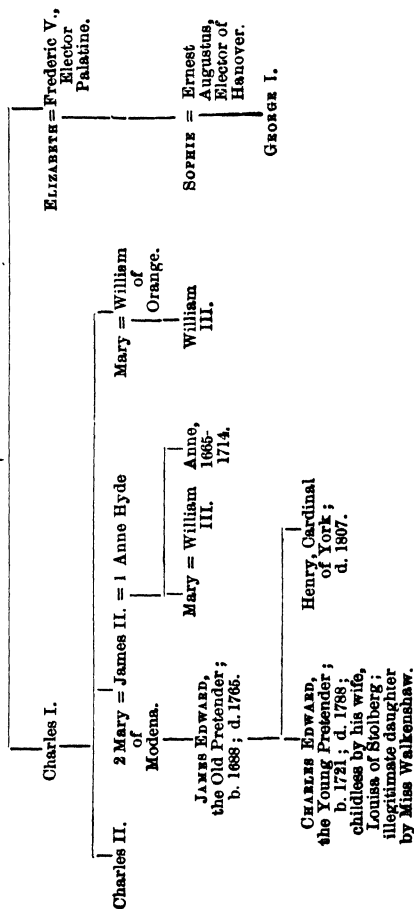 Charles I.
ELIZABETH = Frederic V.,
Elector
Palatine.
Charles II.
2 Mary = James II. = 1 Anne Hyde
of
Modena.
Mary = William
of
Orange.
SOPHIE = Ernest
Augustus,
Elector of
Hanover.
JAMES EDWARD,
the Old Pretender;
b. 1688; d. 1765.
Mary = William
III.
Anne,
1665-
1714.
William
III.
GEORGE I.
CHARLES EDWARD,
the Young Pretender;
b. 1721; d. 1788;
childless by his wife,
Louisa of Stolberg;
illegitimate daughter
by Miss Walkenshaw.
Henry, Cardinal
of York;
d. 1807.